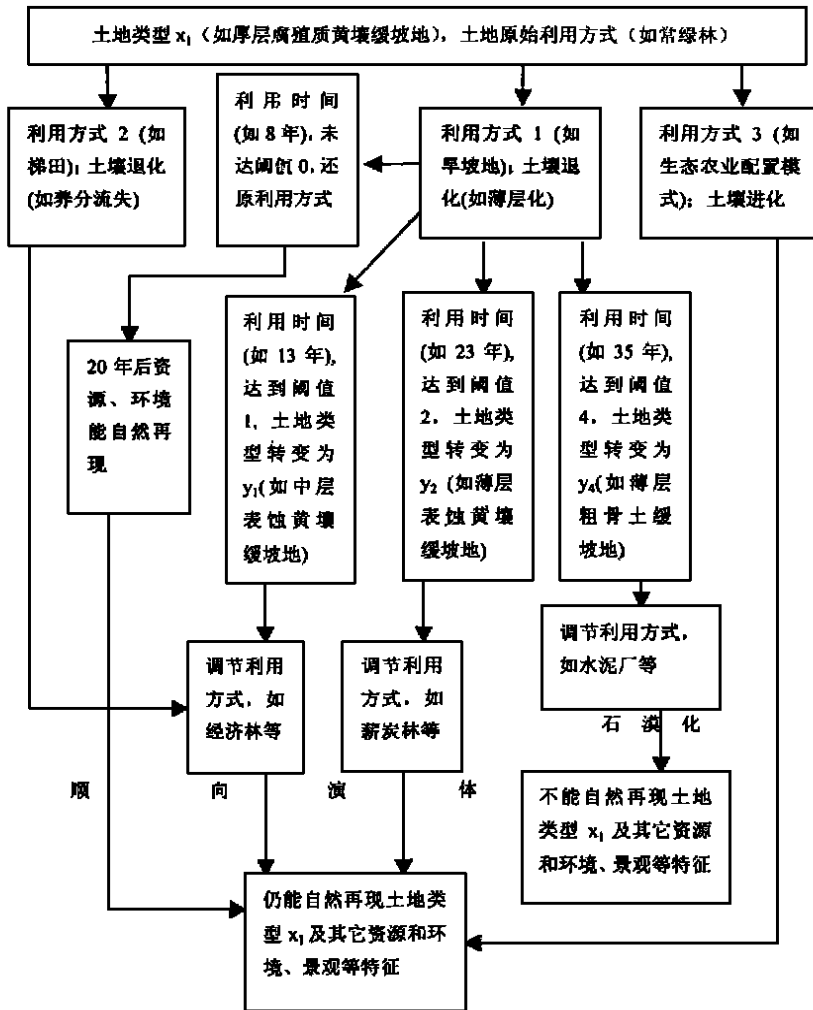 土地类型 x₁（如厚层腐殖质黄壤缓坡地），土地原始利用方式（如常绿林）
利用方式 2 (如
梯田)；土壤退化
(如养分流失)
利用时间
(如 8 年)，未
达阈值 0，还
原利用方式
利用方式 1 (如
旱坡地)；土壤退
化(如薄层化)
利用方式 3 (如
生态农业配置模
式)；土壤进化
20 年后资
源、环境
能自然再
现
利用时间
(如 13 年),
达到阈值
1，土地类
型转变为
y₁(如中层
表蚀黄壤
缓坡地)
利用时间
(如 23 年),
达到阈值
2，土地类
型转变为
y₂ (如薄层
表蚀黄壤
缓坡地)
利用时间
(如 35 年),
达到阈值
4，土地类
型转变为
y₄(如薄层
粗骨土缓
坡地)
调节利用
方式，如
经济林等
调节利用
方式，如
薪炭林等
调节利用方式，
如水泥厂等
石漠化
顺向演体
不能自然再现土地
类型 x₁ 及其它资源
和环境、景观等特征
仍能自然再现土地类
型 x₁ 及其它资源和环
境、景观等特征